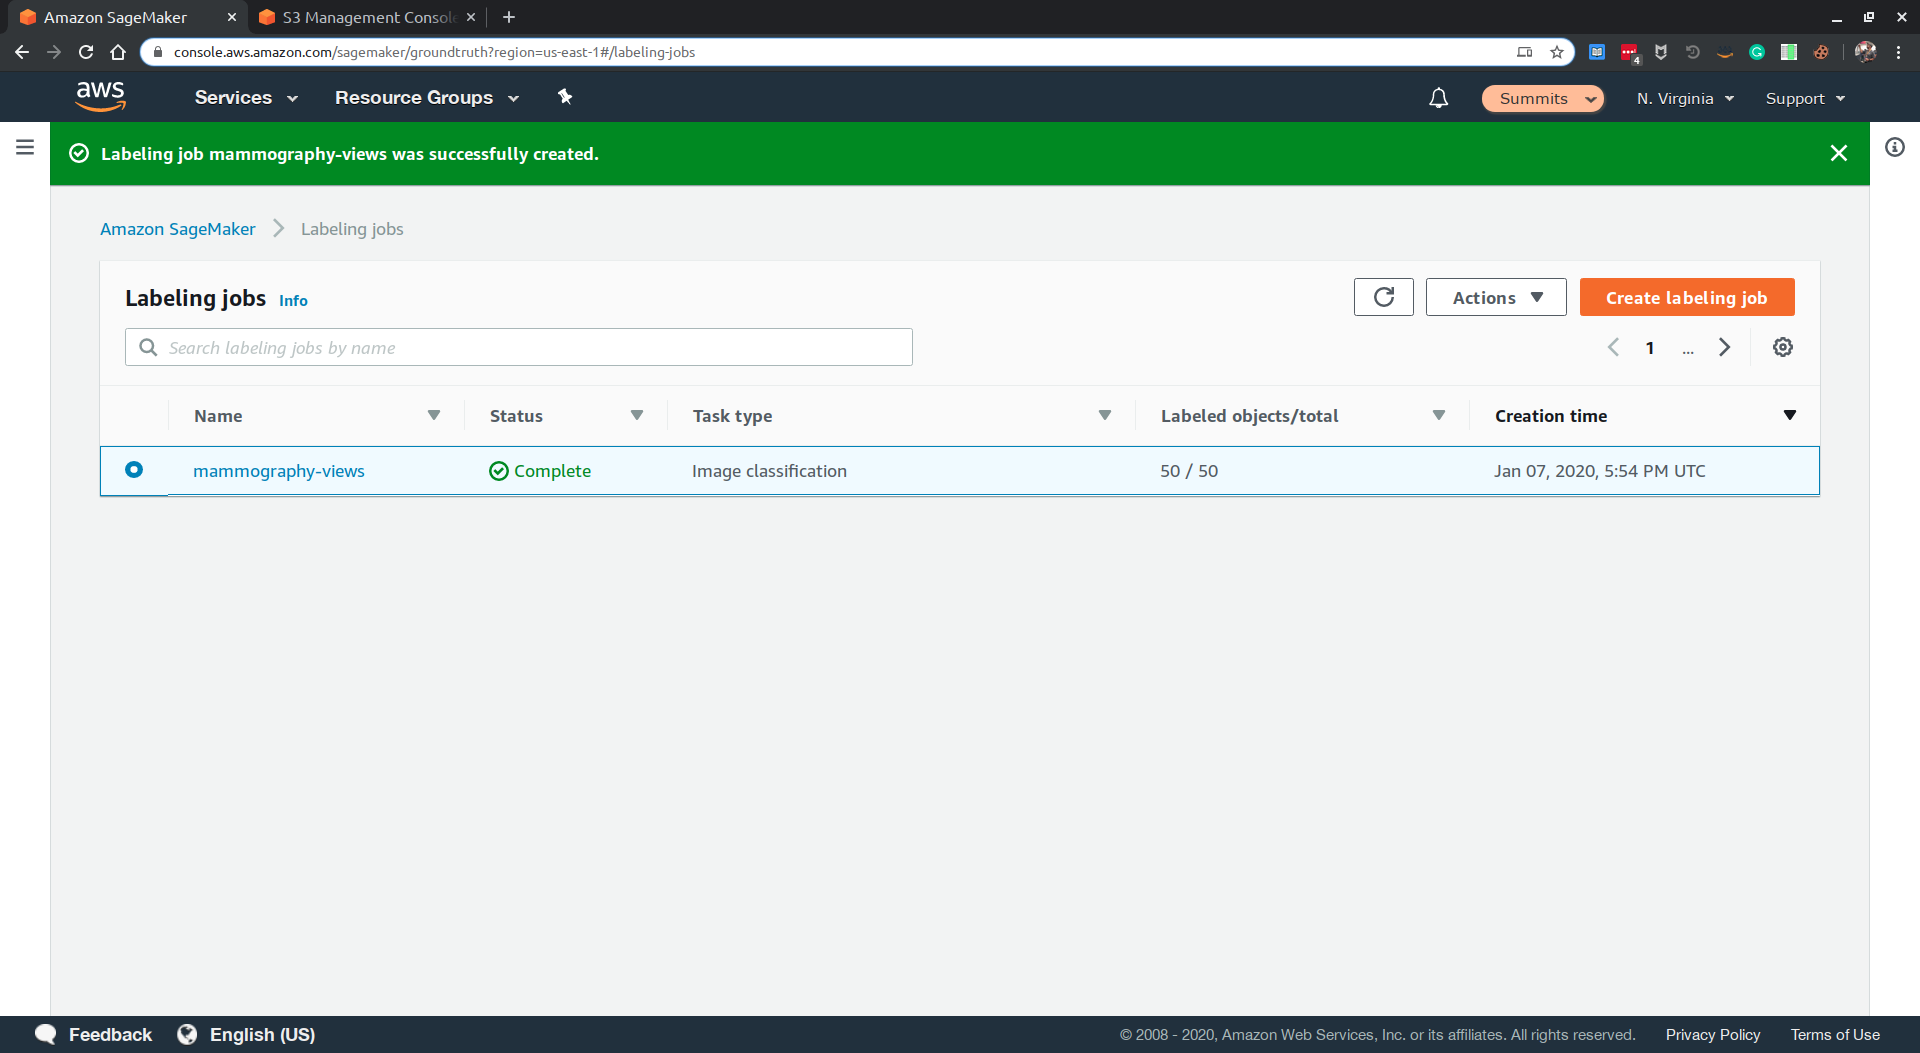 Amazon SageMaker
S3 Management Console
console.aws.amazon.com/sagemaker/groundtruth?region=us-east-1#/labeling-jobs
4
aws
Services
Resource Groups
Summits
N. Virginia
Support
Labeling job mammography-views was successfully created.
Amazon SageMaker
Labeling jobs
Labeling jobs Info
Actions
Create labeling job
Search labeling jobs by name
1 ...
Name Status Task type Labeled objects/total Creation time
mammography-views Complete Image classification 50 / 50 Jan 07, 2020, 5:54 PM UTC
Feedback English (US) © 2008 - 2020, Amazon Web Services, Inc. or its affiliates. All rights reserved. Privacy Policy Terms of Use